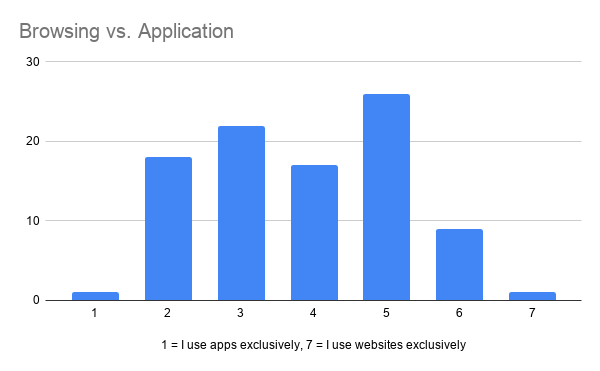 Browsing vs. Application
30
20
10
0
1 2 3 4 5 6 7
1 = I use apps exclusively, 7 = I use websites exclusively